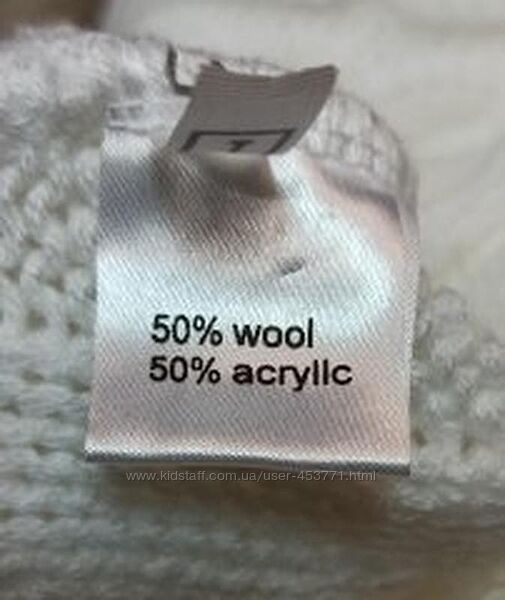 50% wool
50% acrylic
www.kidstaff.com.ua/user-453771.html